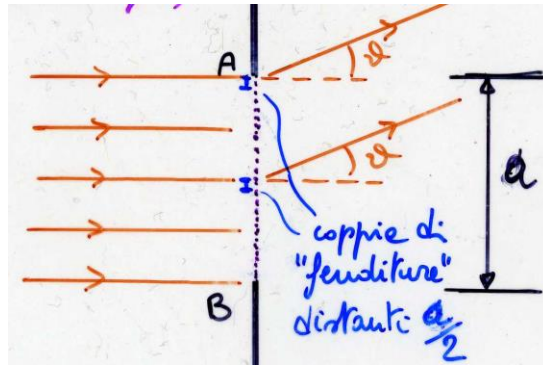 A
ϑ
ϑ
a
coppie di
"fenditure"
distanti a/2
B